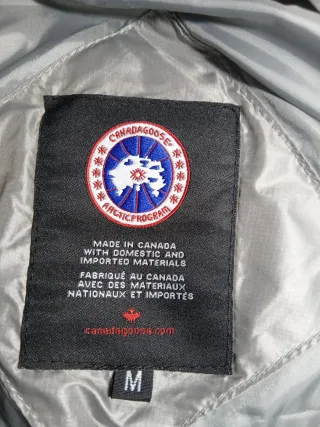 CANADA GOOSE®
ARCTIC PROGRAM
MADE IN CANADA
WITH DOMESTIC AND
IMPORTED MATERIALS
FABRIQUÉ AU CANADA
AVEC DES MATERIAUX
NATIONAUX ET IMPORTÉS
canadagoose.com
M